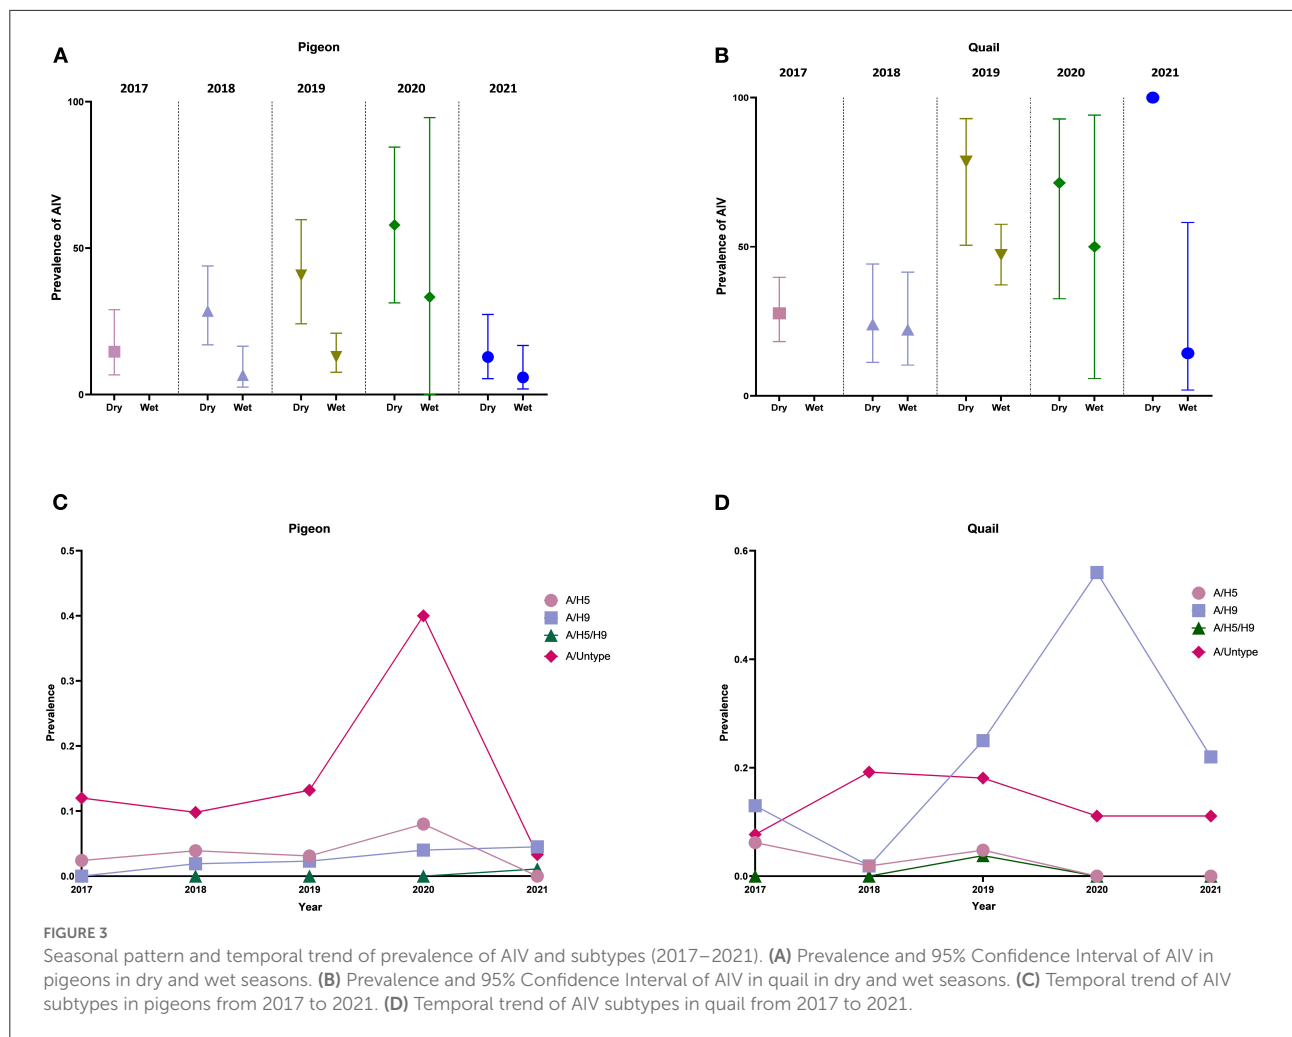 A
Pigeon
2017 2018 2019 2020 2021
100
50
0
Prevalence of AIV
Dry Wet Dry Wet Dry Wet Dry Wet Dry Wet
B
Quail
2017 2018 2019 2020 2021
100
50
0
Prevalence of AIV
Dry Wet Dry Wet Dry Wet Dry Wet Dry Wet
C
Pigeon
0.5
0.4
0.3
0.2
0.1
0.0
Prevalence
2017 2018 2019 2020 2021
Year
A/H5
A/H9
A/H5/H9
A/Untype
D
Quail
0.6
0.4
0.2
0.0
Prevalence
2017 2018 2019 2020 2021
Year
A/H5
A/H9
A/H5/H9
A/Untype
FIGURE 3
Seasonal pattern and temporal trend of prevalence of AIV and subtypes (2017–2021). (A) Prevalence and 95% Confidence Interval of AIV in
pigeons in dry and wet seasons. (B) Prevalence and 95% Confidence Interval of AIV in quail in dry and wet seasons. (C) Temporal trend of AIV
subtypes in pigeons from 2017 to 2021. (D) Temporal trend of AIV subtypes in quail from 2017 to 2021.